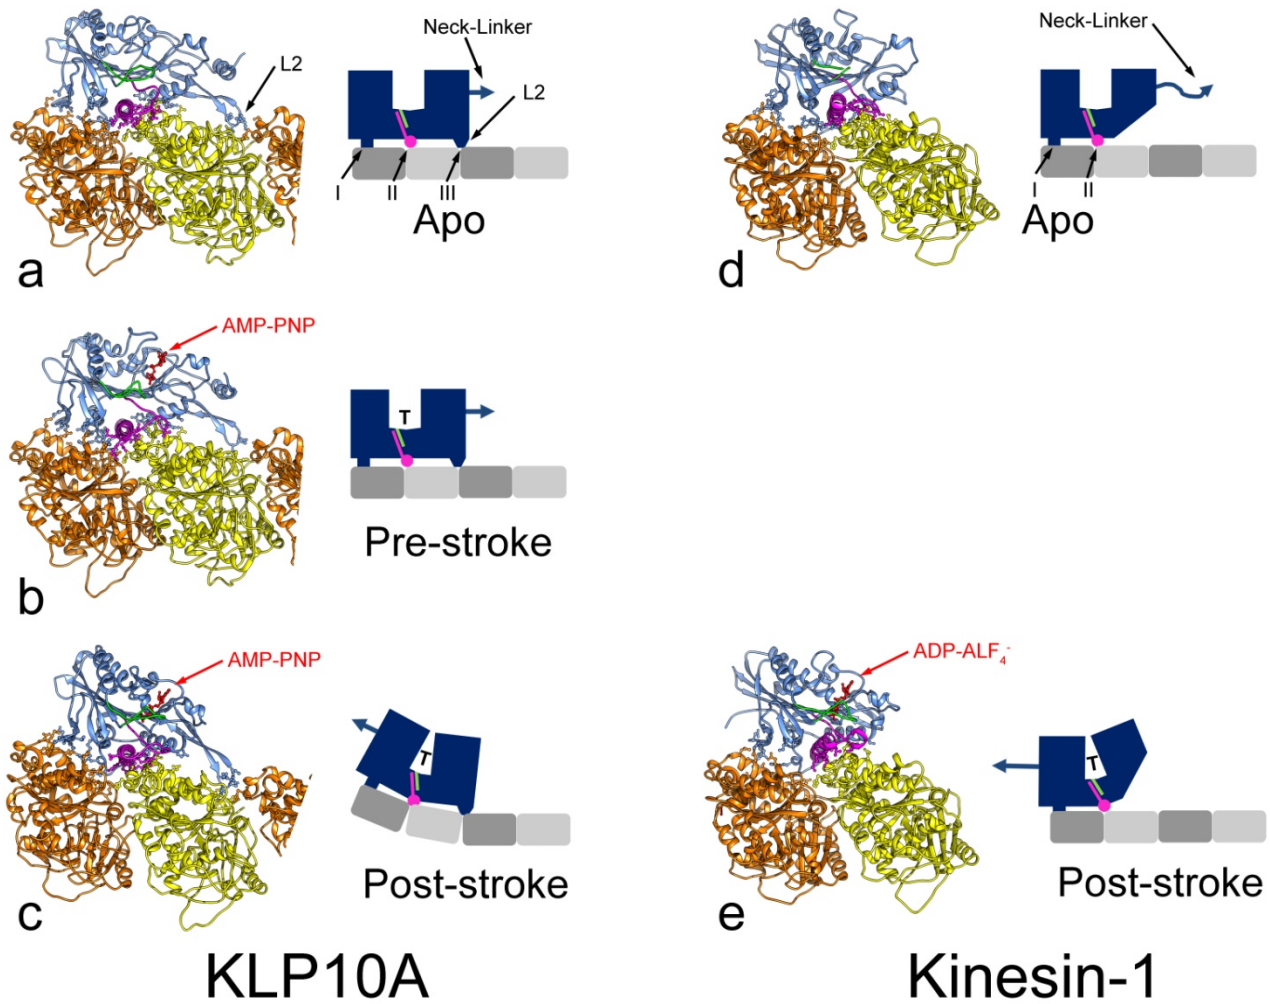 Neck-Linker
L2
L2
I
II
III
Apo
a
Neck-Linker
I
II
Apo
d
AMP-PNP
T
Pre-stroke
b
AMP-PNP
T
Post-stroke
c
ADP-ALF₄⁻
T
Post-stroke
e
KLP10A
Kinesin-1